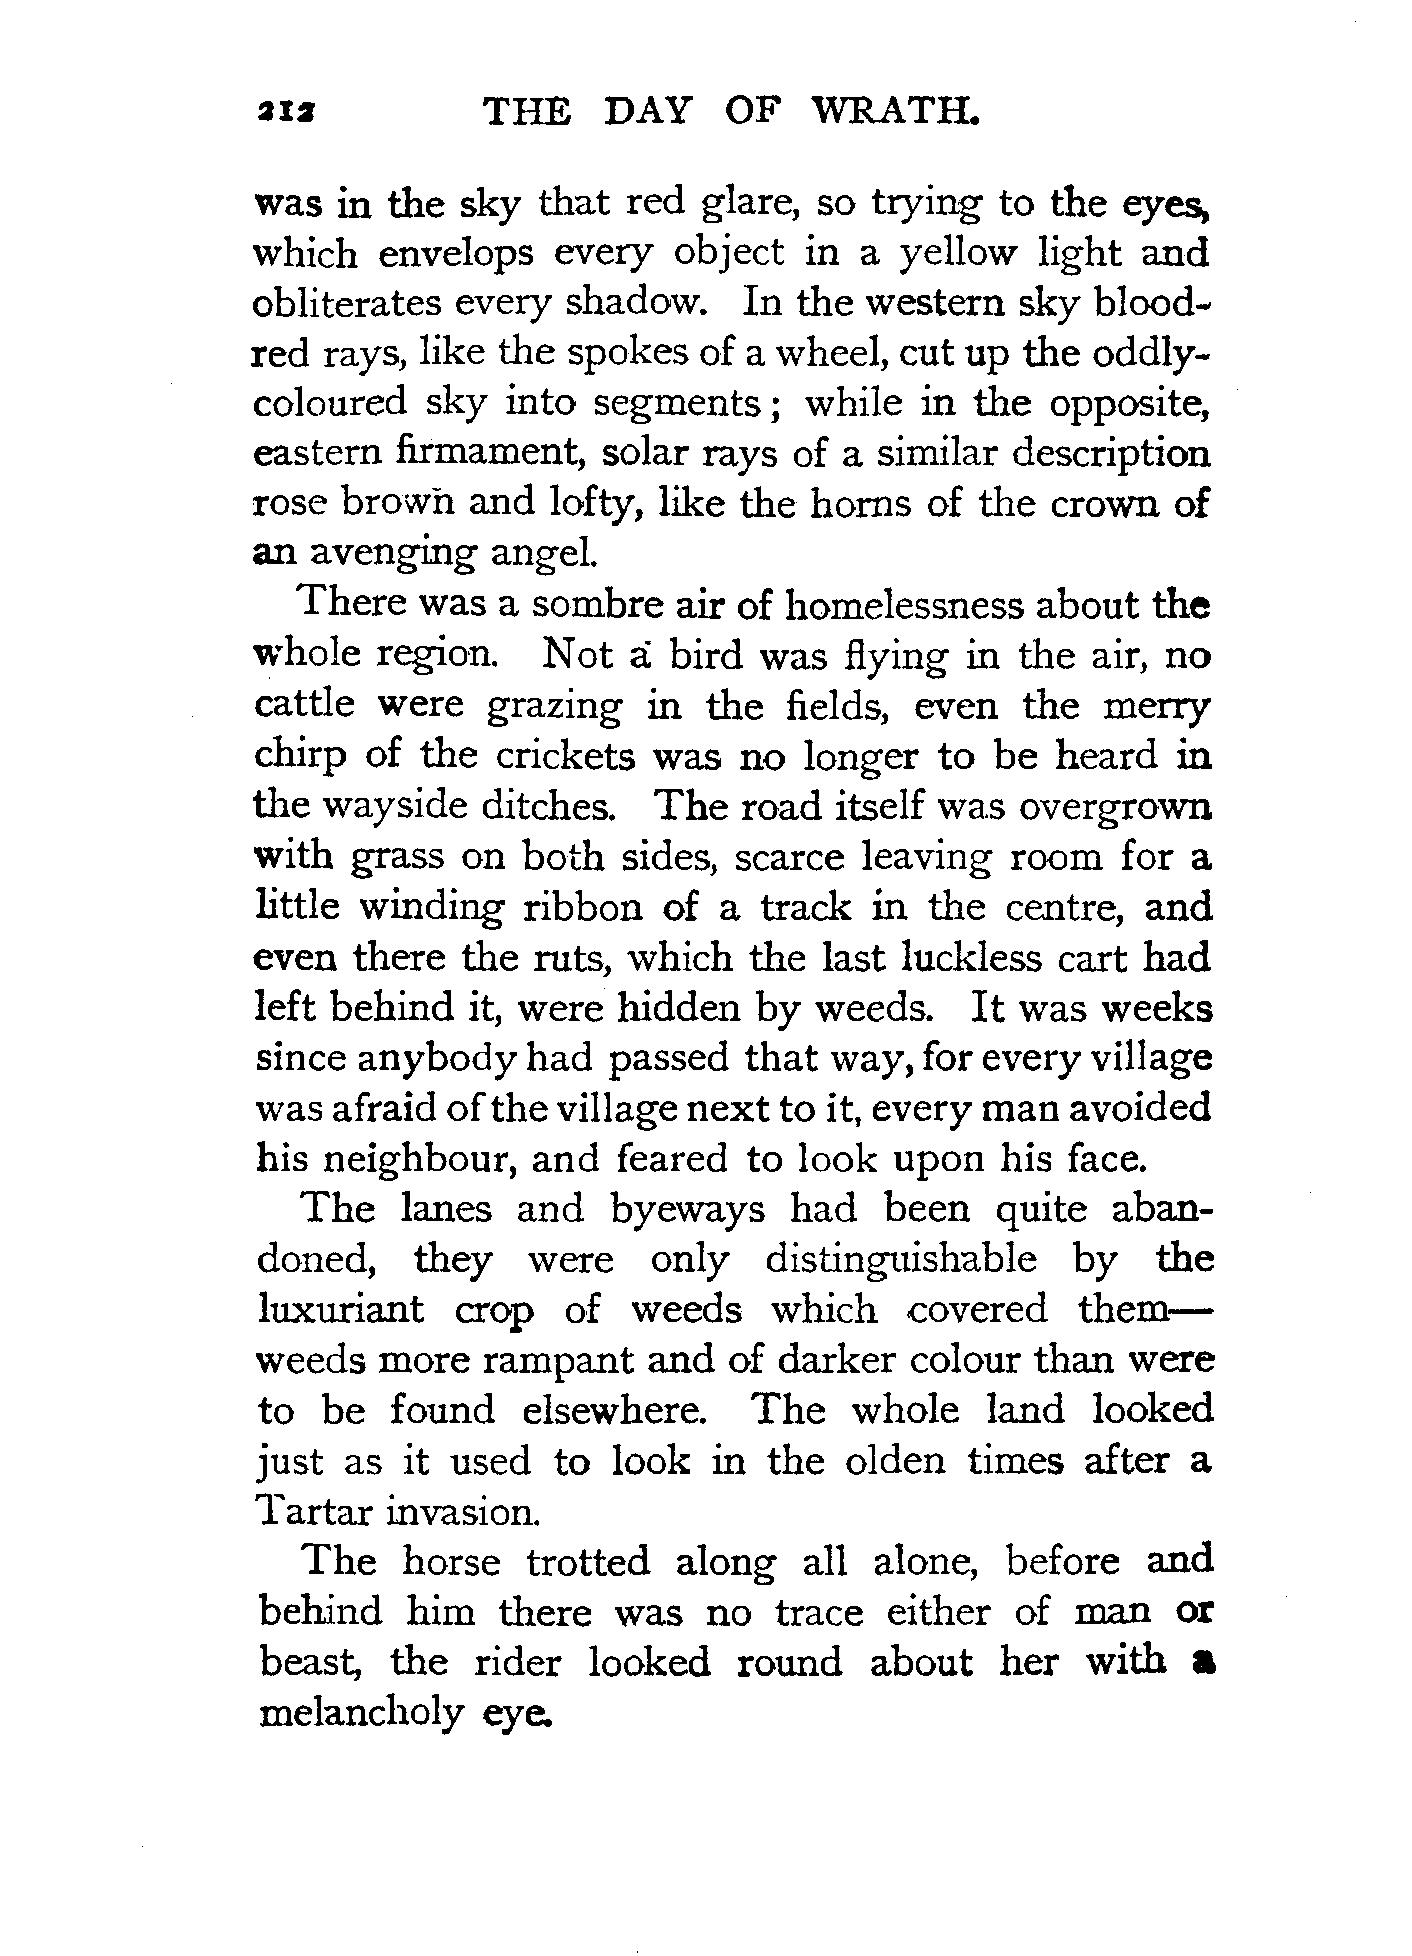 212 THE DAY OF WRATH.
was in the sky that red glare, so trying to the eyes,
which envelops every object in a yellow light and
obliterates every shadow. In the western sky blood-
red rays, like the spokes of a wheel, cut up the oddly-
coloured sky into segments; while in the opposite,
eastern firmament, solar rays of a similar description
rose brown and lofty, like the horns of the crown of
an avenging angel.
There was a sombre air of homelessness about the
whole region. Not a bird was flying in the air, no
cattle were grazing in the fields, even the merry
chirp of the crickets was no longer to be heard in
the wayside ditches. The road itself was overgrown
with grass on both sides, scarce leaving room for a
little winding ribbon of a track in the centre, and
even there the ruts, which the last luckless cart had
left behind it, were hidden by weeds. It was weeks
since anybody had passed that way, for every village
was afraid of the village next to it, every man avoided
his neighbour, and feared to look upon his face.
The lanes and byeways had been quite aban-
doned, they were only distinguishable by the
luxuriant crop of weeds which covered them—
weeds more rampant and of darker colour than were
to be found elsewhere. The whole land looked
just as it used to look in the olden times after a
Tartar invasion.
The horse trotted along all alone, before and
behind him there was no trace either of man or
beast, the rider looked round about her with a
melancholy eye.